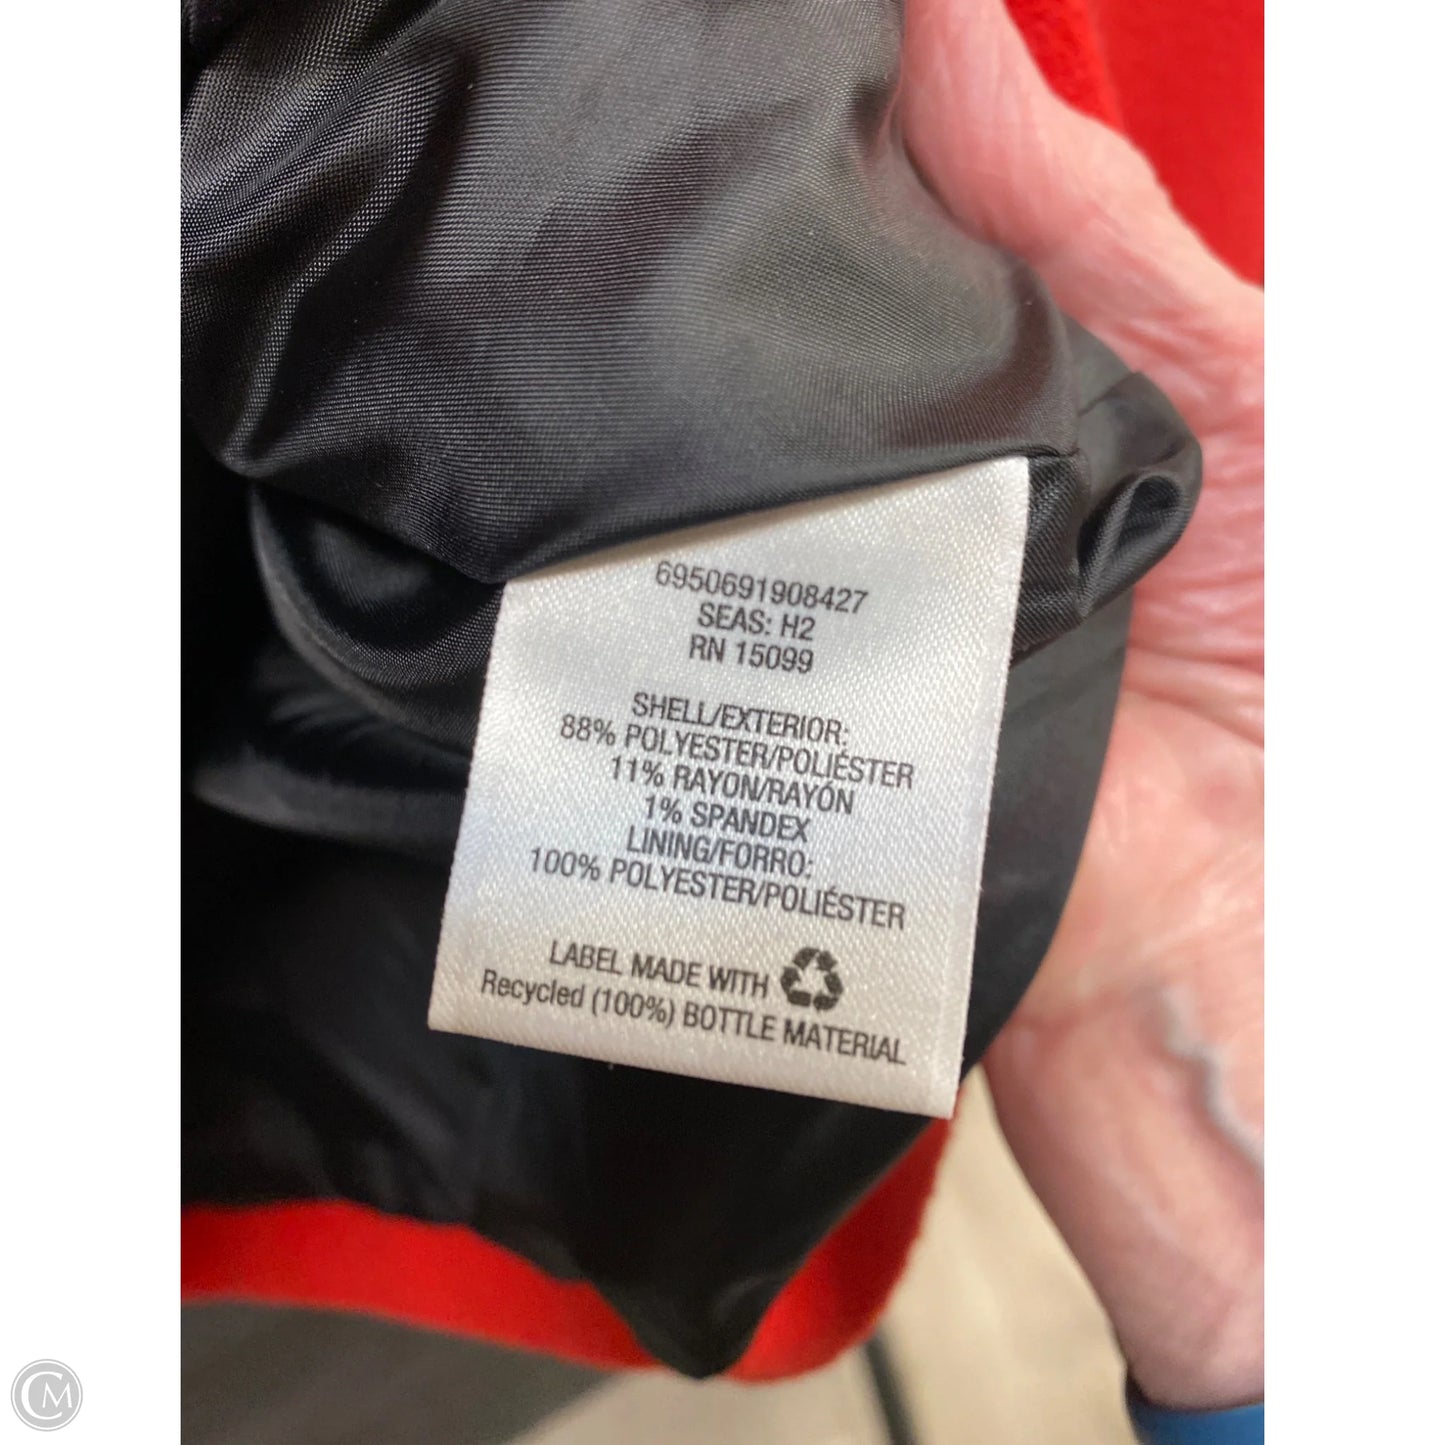 6950691908427
SEAS: H2
RN 15099
SHELL/EXTERIOR:
88% POLYESTER/POLIÉSTER
11% RAYON/RAYÓN
1% SPANDEX
LINING/FORRO:
100% POLYESTER/POLIÉSTER
LABEL MADE WITH
Recycled (100%) BOTTLE MATERIAL
CM